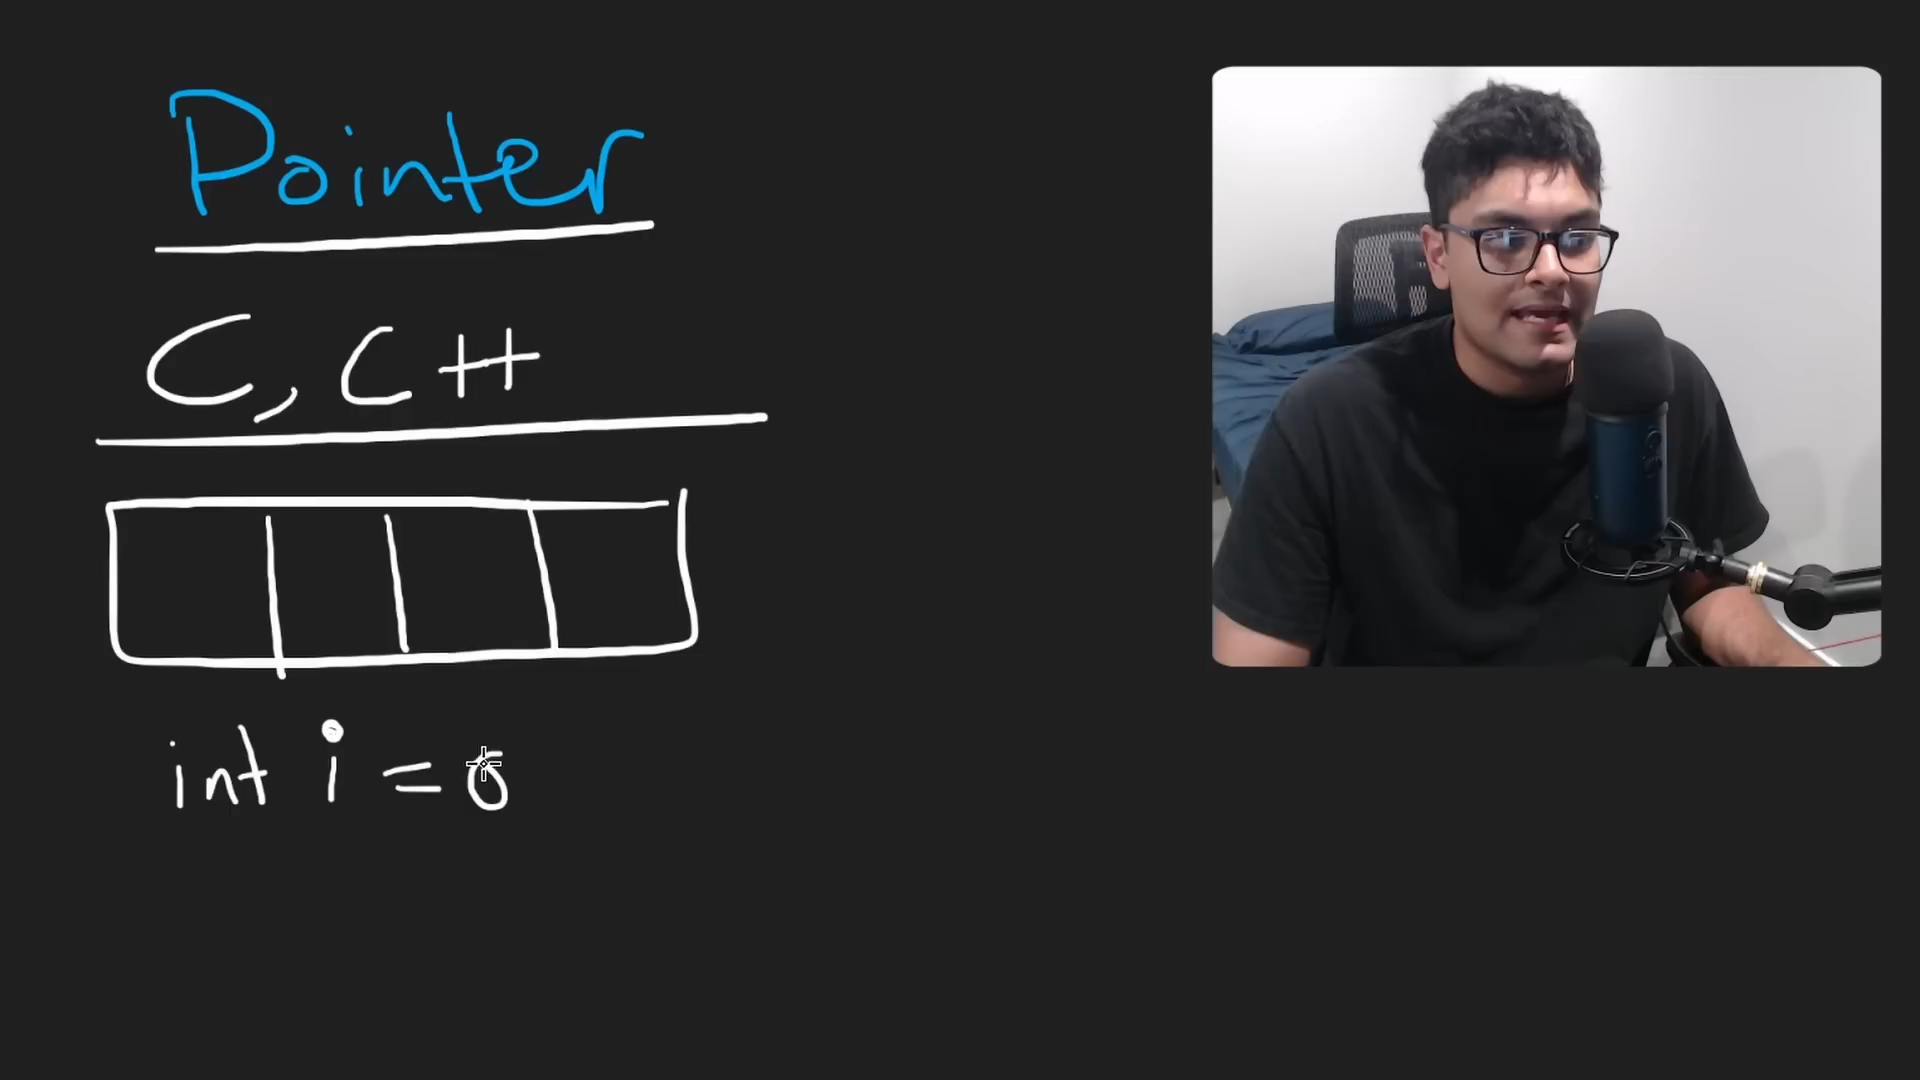 Pointer
C, C++
int i = 0